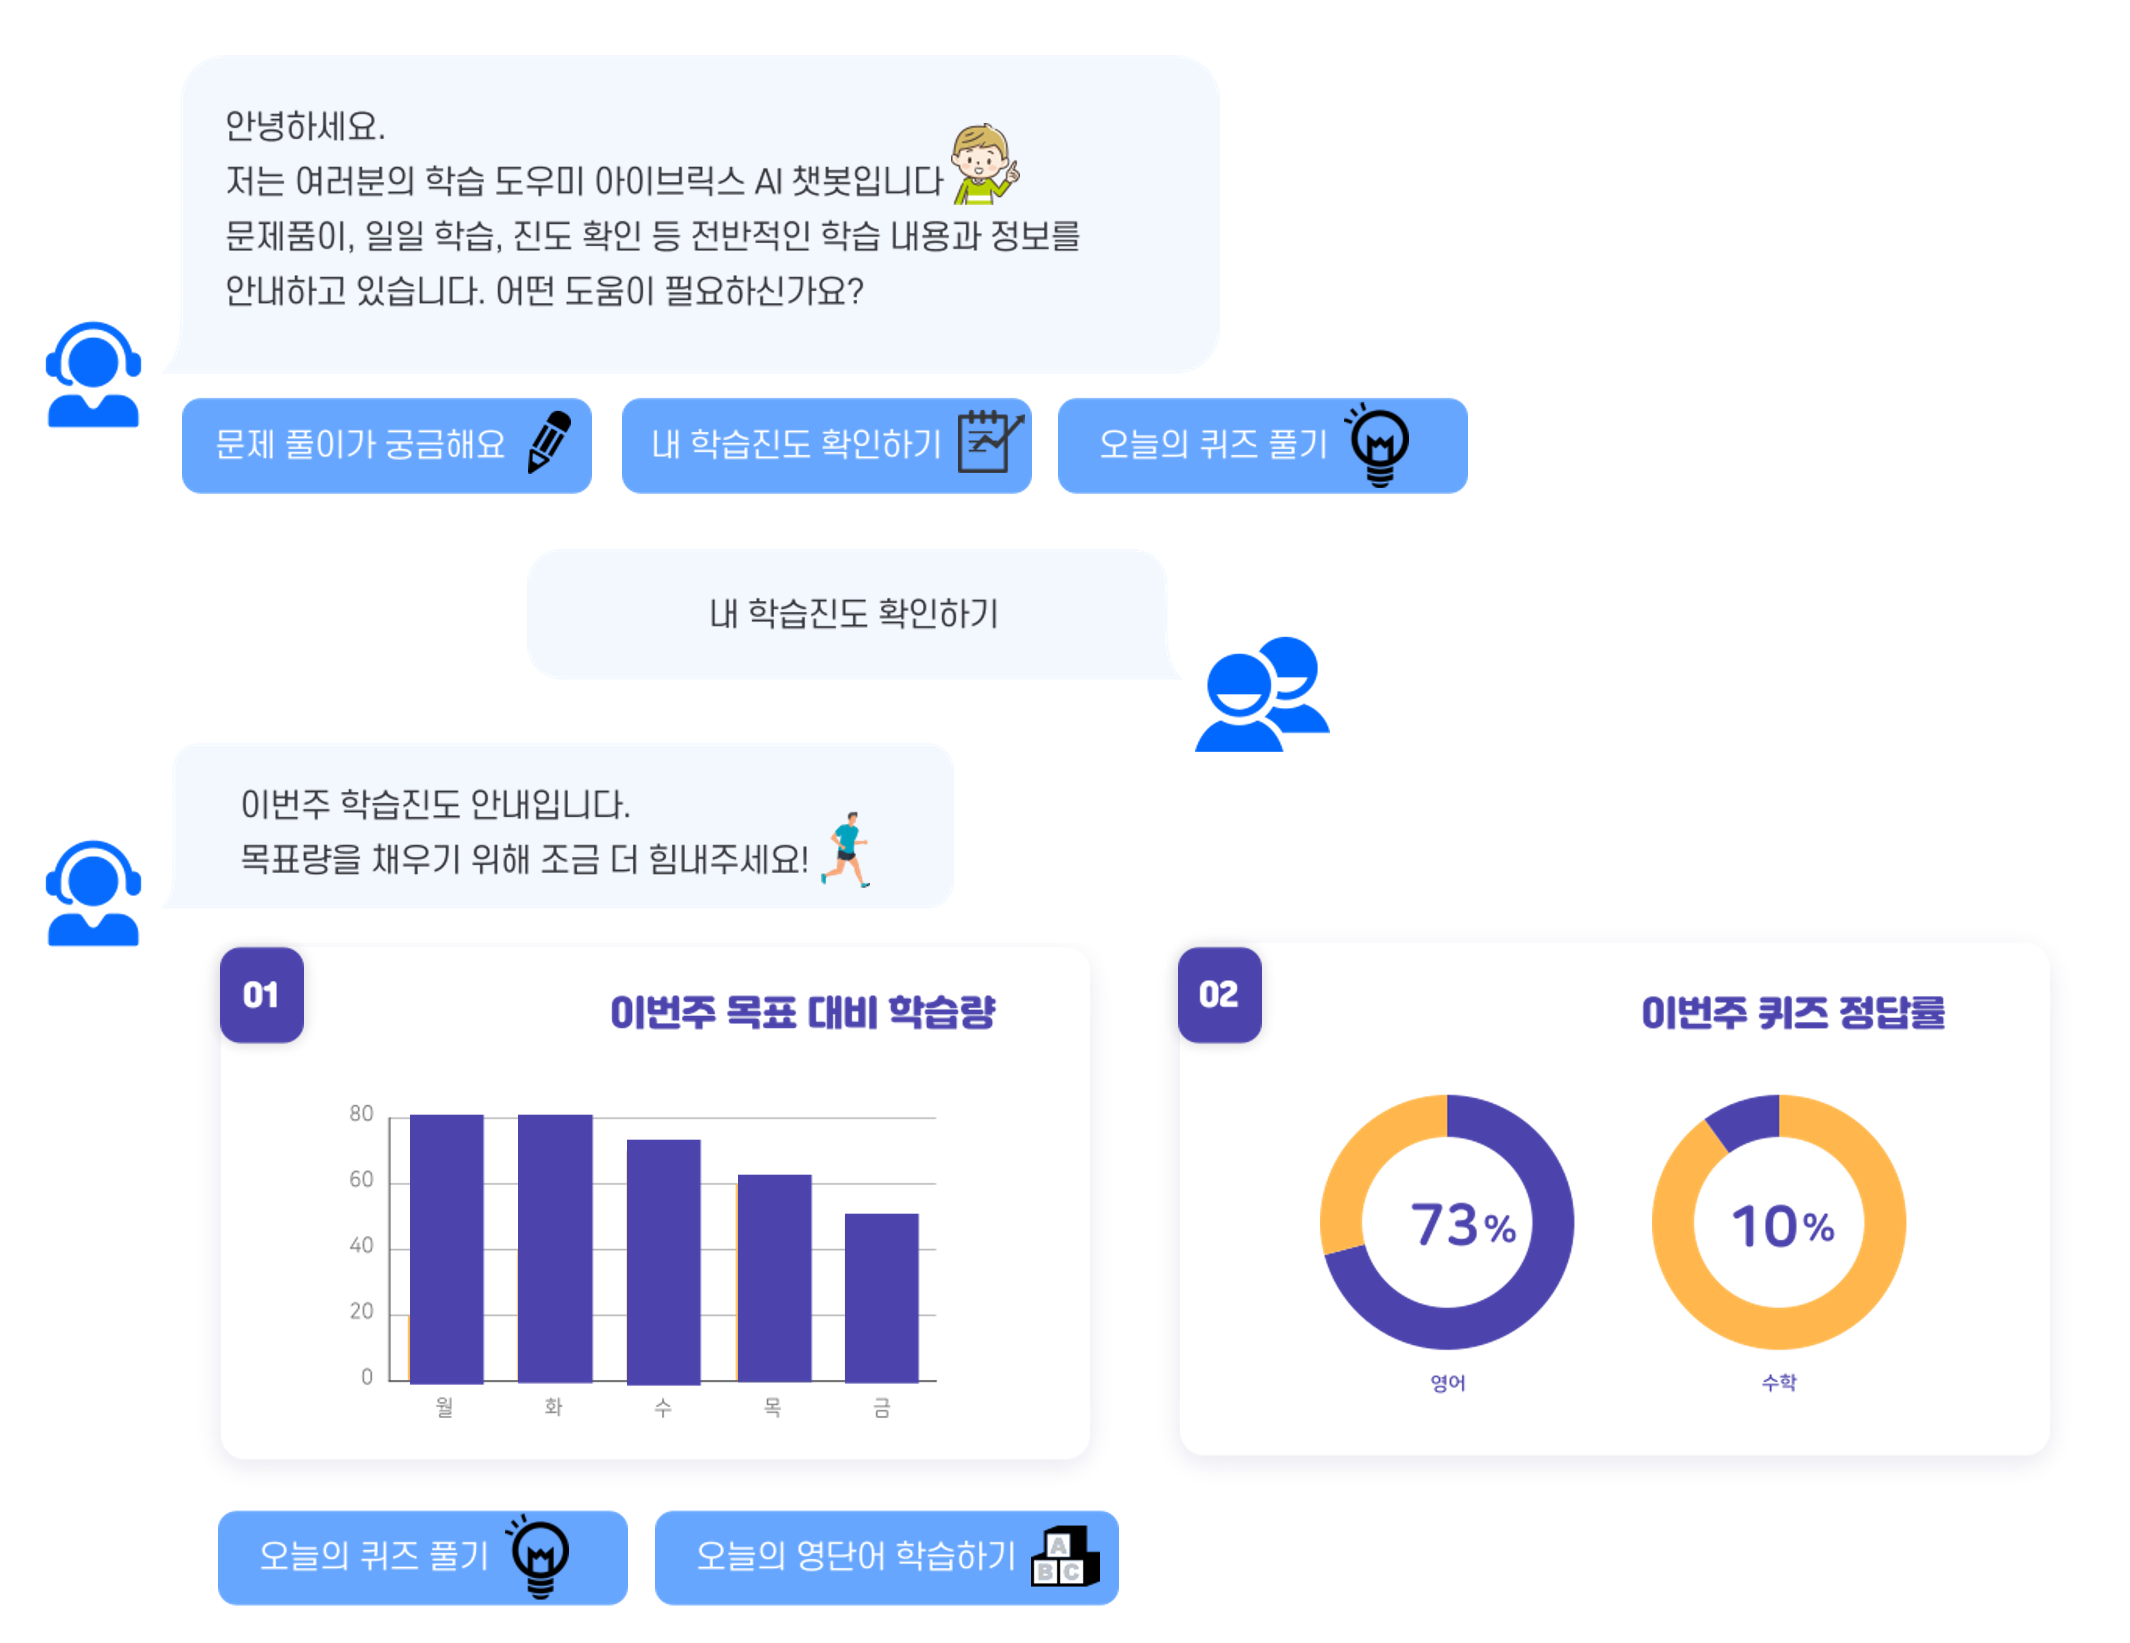 안녕하세요.
저는 여러분의 학습 도우미 아이브릭스 AI 챗봇입니다
문제품이, 일일 학습, 진도 확인 등 전반적인 학습 내용과 정보를
안내하고 있습니다. 어떤 도움이 필요하신가요?
문제 풀이가 궁금해요
내 학습진도 확인하기
오늘의 퀴즈 풀기
내 학습진도 확인하기
이번주 학습진도 안내입니다.
목표량을 채우기 위해 조금 더 힘내주세요!
01
이번주 목표 대비 학습량
80
60
40
20
0
월 화 수 목 금
02
이번주 퀴즈 정답률
73%
10%
영어
수학
오늘의 퀴즈 풀기
오늘의 영단어 학습하기
A
B C